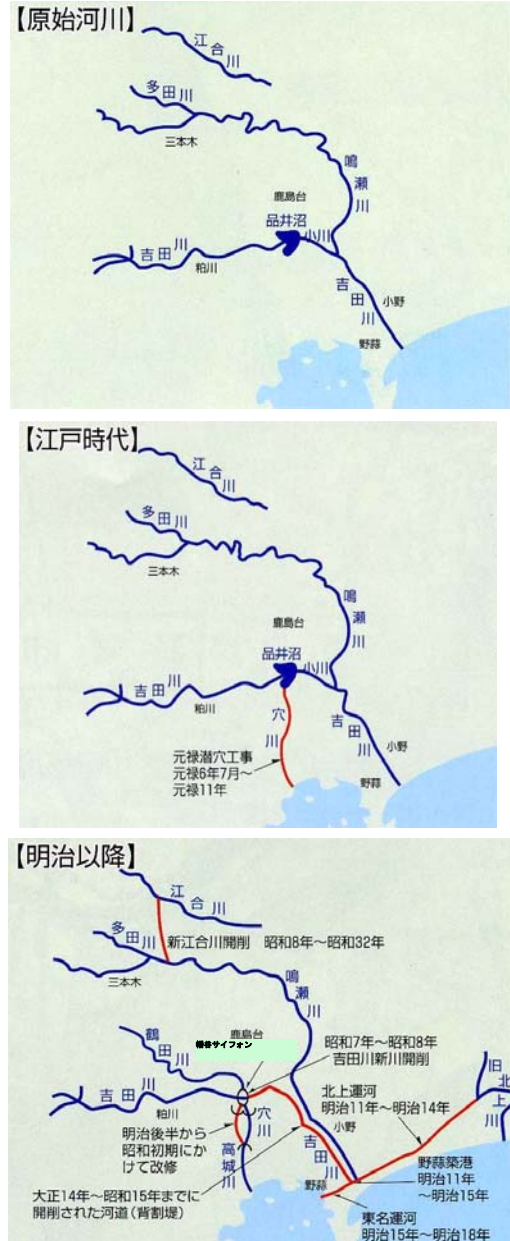 【原始河川】
江合川
多田川
三本木
鳴瀬川
鹿島台
品井沼
小川
吉田川
粕川
吉田川
小野
野蒜
【江戸時代】
江合川
多田川
三本木
鳴瀬川
鹿島台
品井沼
小川
吉田川
粕川
穴川
吉田川
小野
野蒜
元禄潜穴工事
元禄6年7月~
元禄11年
【明治以降】
江合川
多田川
新江合川開削 昭和8年~昭和32年
三本木
鳴瀬川
鶴田川
鹿島台
幡谷サイフォン
昭和7年~昭和8年
吉田川新川開削
吉田川
粕川
穴川
高城川
明治後半から
昭和初期にか
けて改修
大正14年~昭和15年までに
開削された河道(背割堤)
吉田川
小野
野蒜
北上運河
明治11年~明治14年
旧北上川
野蒜築港
明治11年
~明治15年
東名運河
明治15年~明治18年